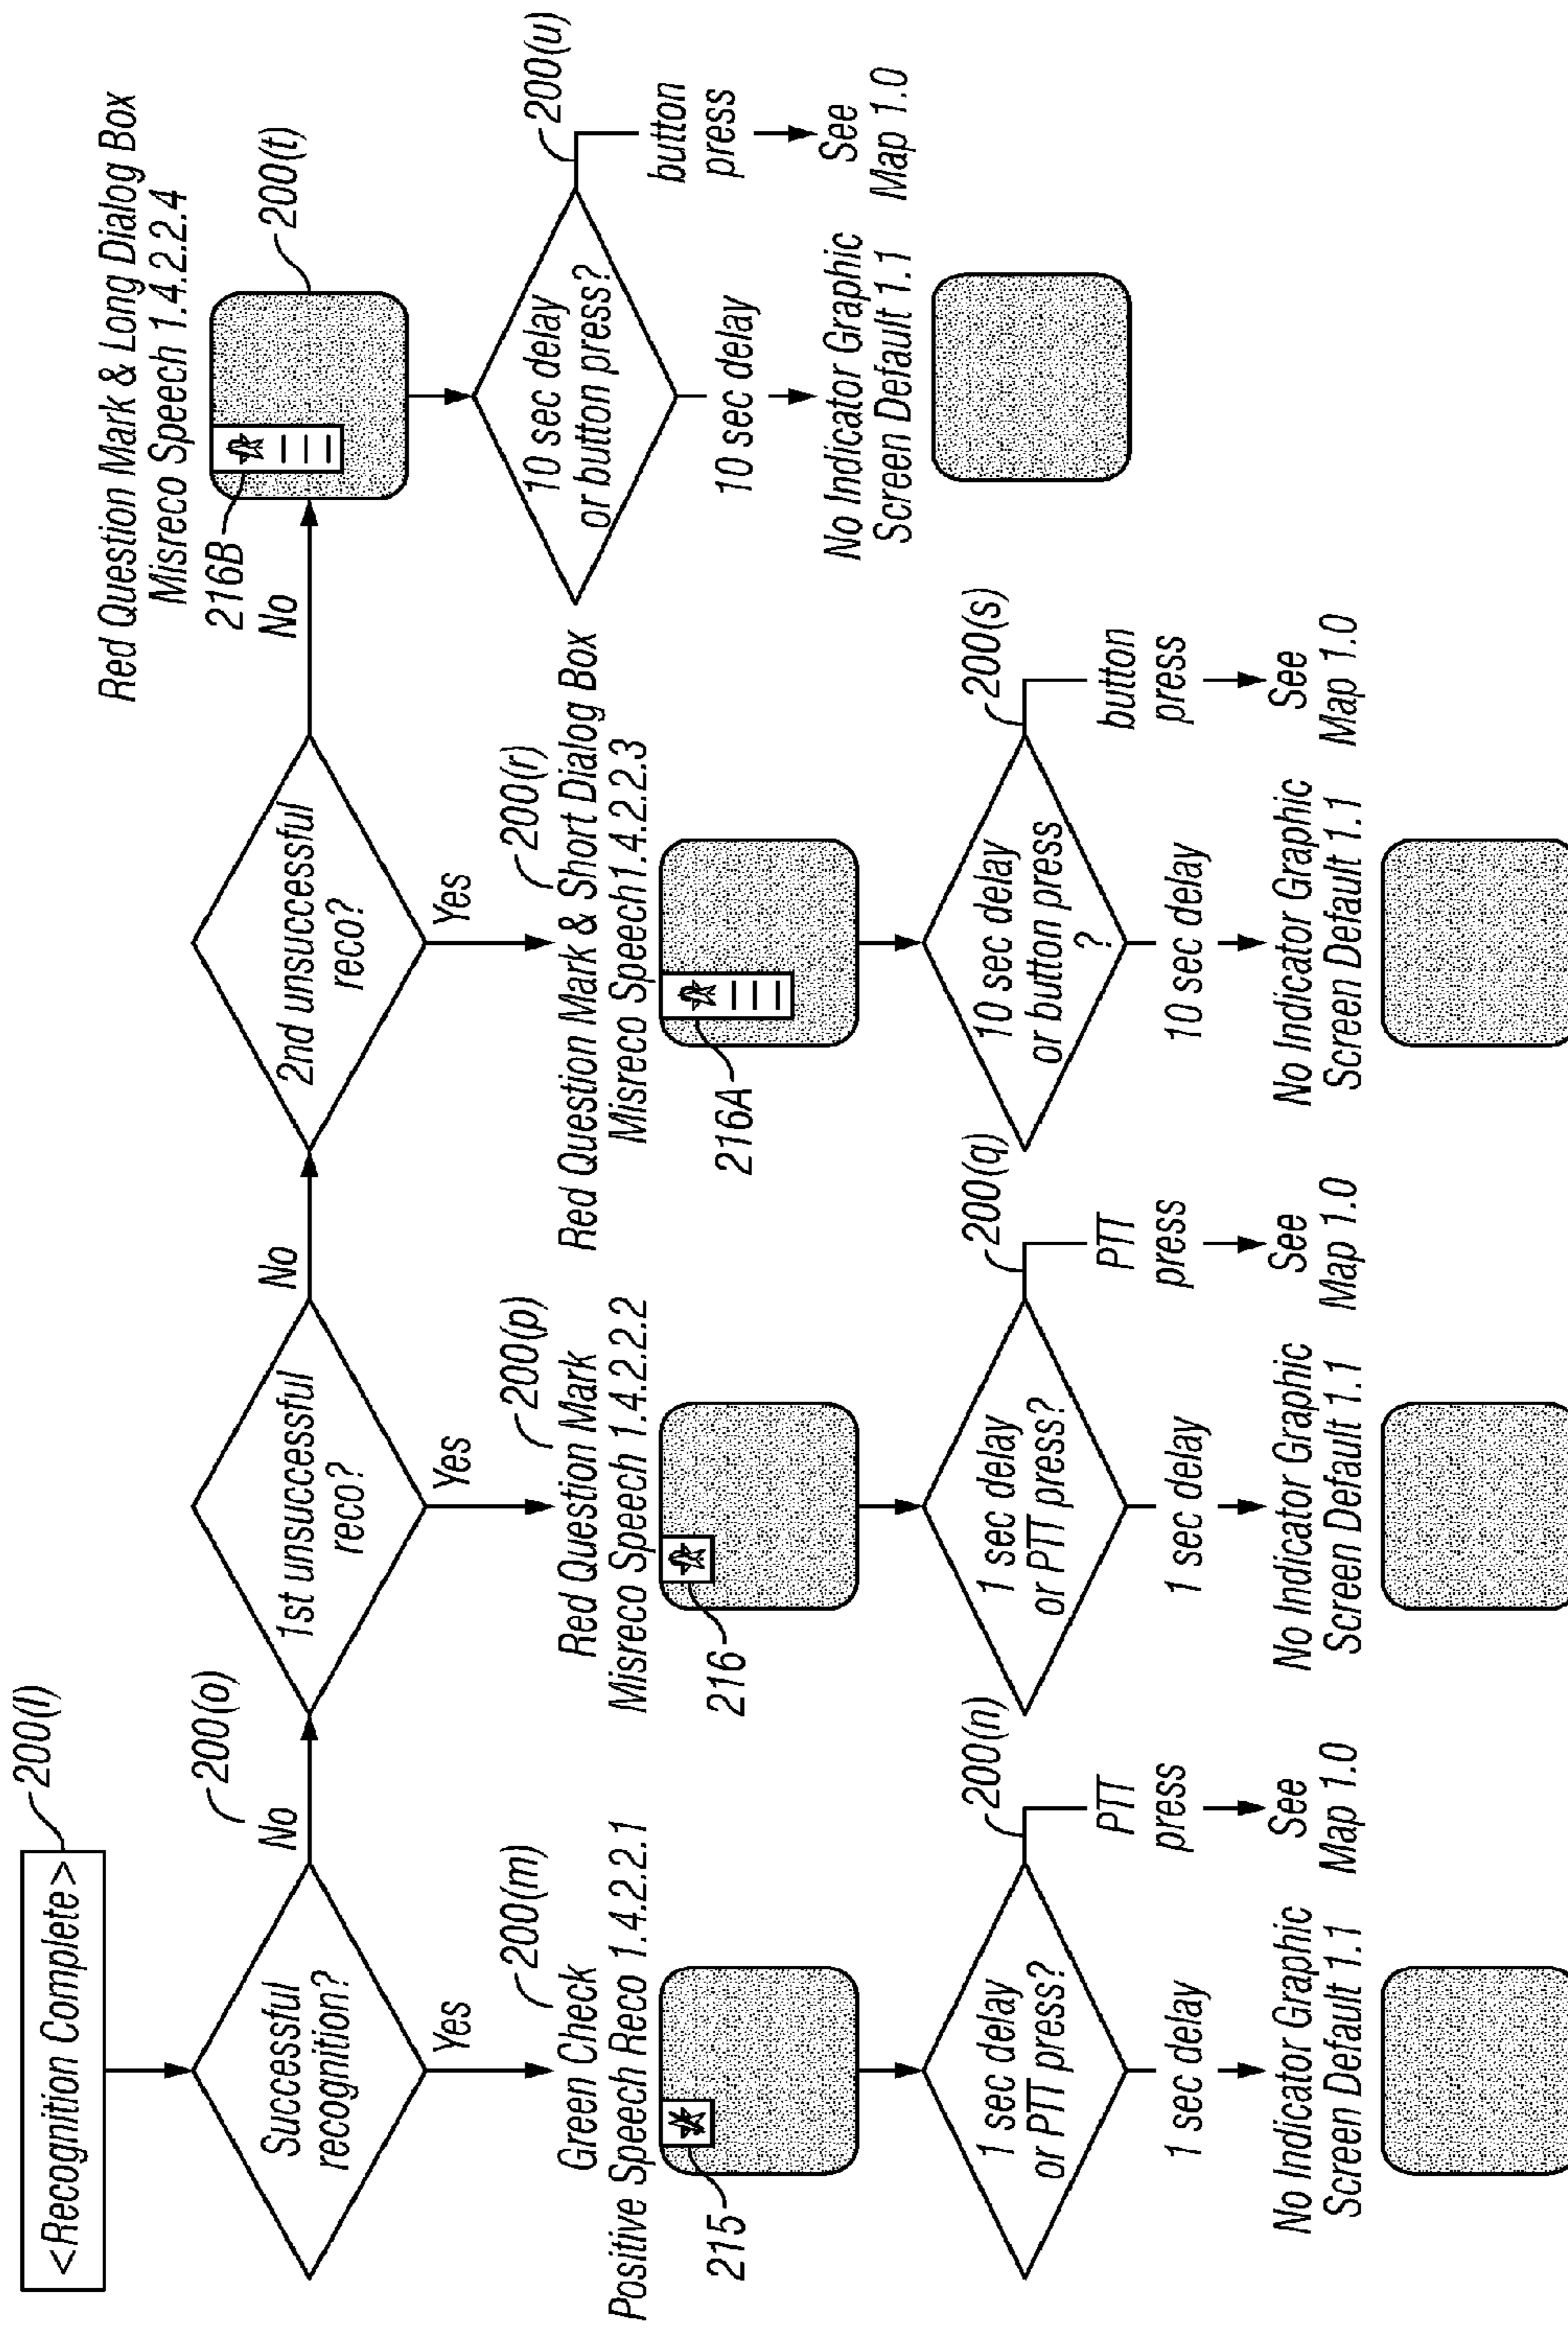 <Recognition Complete>
200(l)
Successful
recognition?
No
200(o)
1st unsuccessful
reco?
No
2nd unsuccessful
reco?
No
216B
Red Question Mark & Long Dialog Box
Misreco Speech 1.4.2.2.4
200(t)
Yes
200(m)
Green Check
Positive Speech Reco 1.4.2.2.1
215
1 sec delay
or PTT press?
200(n)
PTT
press
See
Map 1.0
1 sec delay
No Indicator Graphic
Screen Default 1.1
Yes
200(p)
Red Question Mark
Misreco Speech 1.4.2.2.2
216
1 sec delay
or PTT press?
200(q)
PTT
press
See
Map 1.0
1 sec delay
No Indicator Graphic
Screen Default 1.1
Yes
200(r)
Red Question Mark & Short Dialog Box
Misreco Speech1.4.2.2.3
216A
10 sec delay
or button press
?
200(s)
button
press
See
Map 1.0
10 sec delay
No Indicator Graphic
Screen Default 1.1
10 sec delay
or button press?
200(u)
button
press
See
Map 1.0
10 sec delay
No Indicator Graphic
Screen Default 1.1